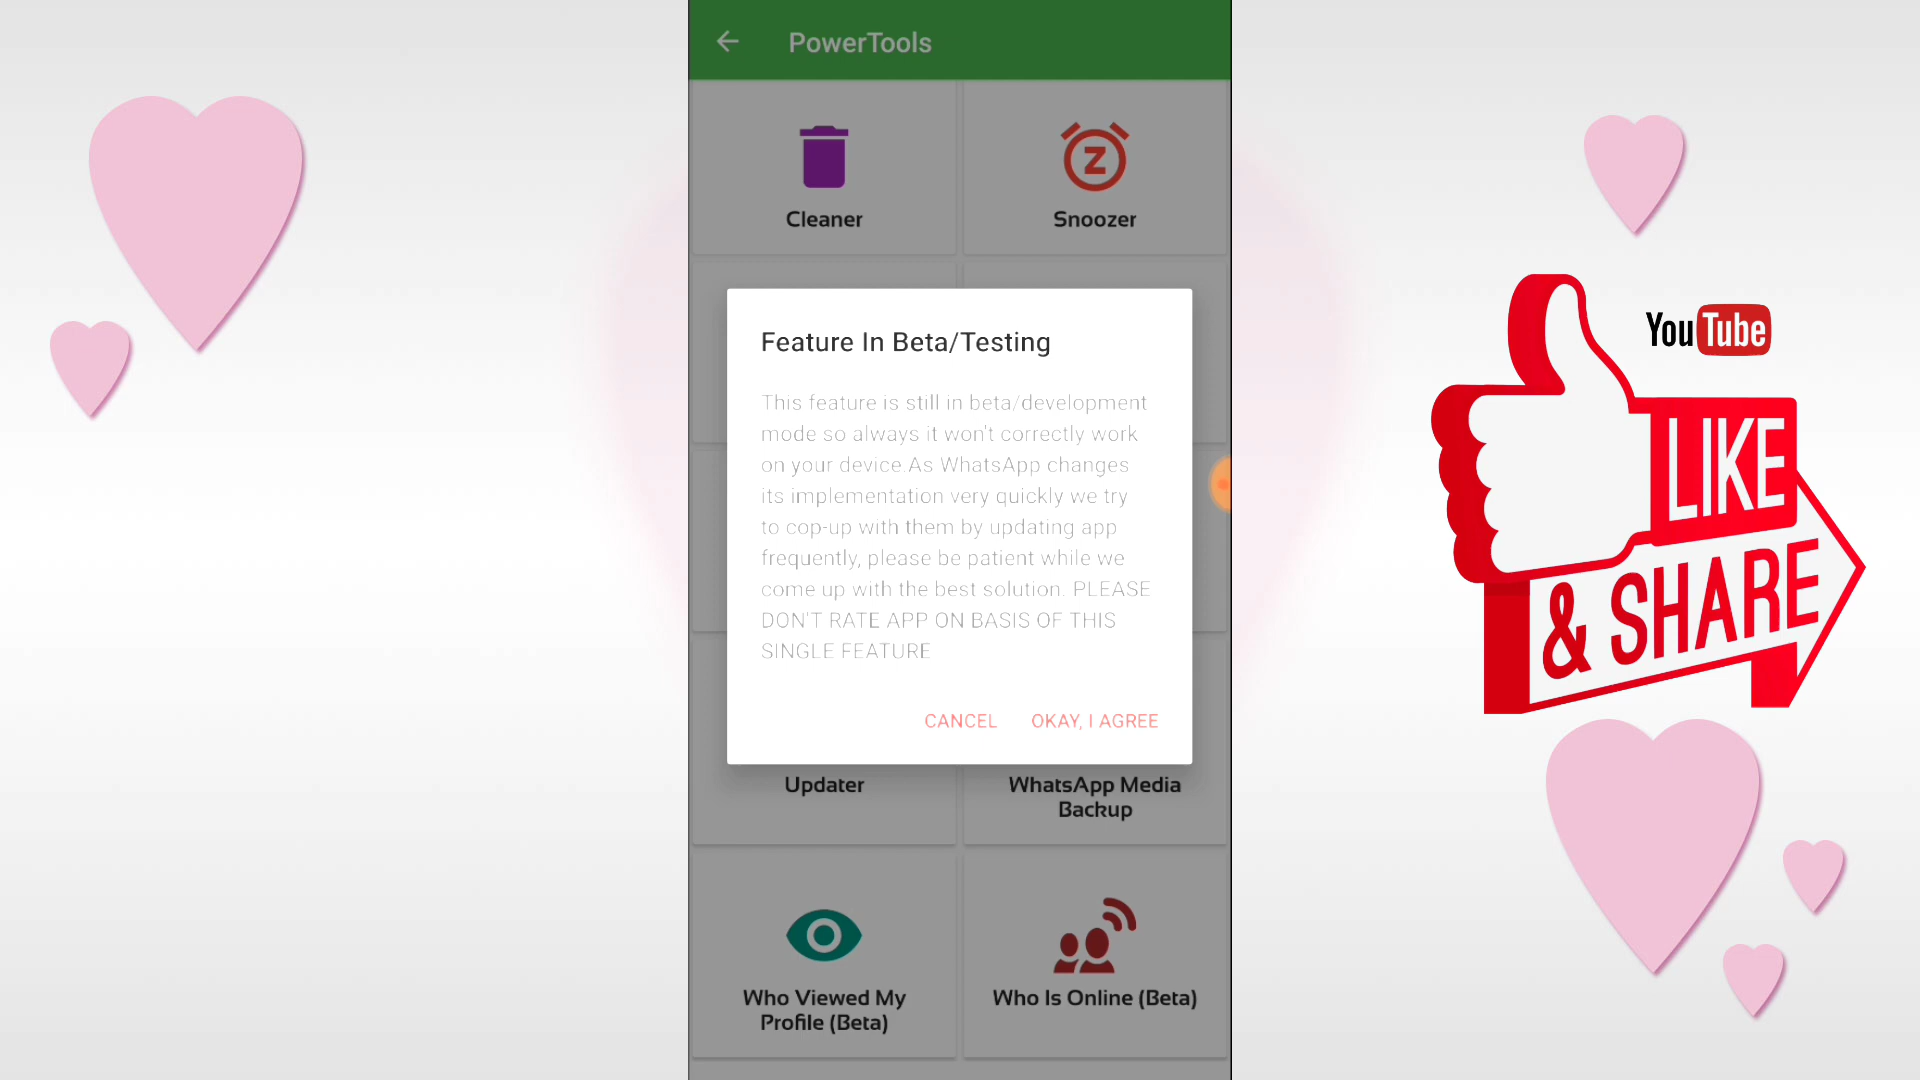 PowerTools
Cleaner
Snoozer
Z
Feature In Beta/Testing
This feature is still in beta/development
mode so always it won't correctly work
on your device.As WhatsApp changes
its implementation very quickly we try
to cop-up with them by updating app
frequently, please be patient while we
come up with the best solution. PLEASE
DON'T RATE APP ON BASIS OF THIS
SINGLE FEATURE
CANCEL
OKAY, I AGREE
Updater
WhatsApp Media
Backup
Who Viewed My
Profile (Beta)
Who Is Online (Beta)
YouTube
LIKE
& SHARE